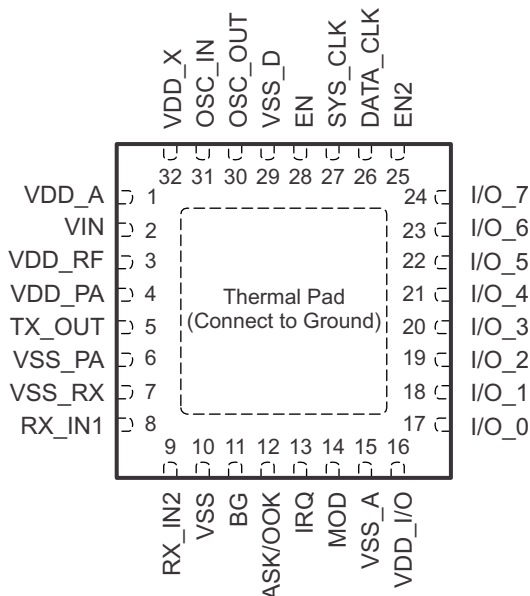 VDD_X
OSC_IN
OSC_OUT
VSS_D
EN
SYS_CLK
DATA_CLK
EN2
32 31 30 29 28 27 26 25
VDD_A 1
VIN 2
VDD_RF 3
VDD_PA 4
TX_OUT 5
VSS_PA 6
VSS_RX 7
RX_IN1 8
Thermal Pad
(Connect to Ground)
24 I/O_7
23 I/O_6
22 I/O_5
21 I/O_4
20 I/O_3
19 I/O_2
18 I/O_1
17 I/O_0
9 10 11 12 13 14 15 16
RX_IN2
VSS
BG
ASK/OOK
IRQ
MOD
VSS_A
VDD_I/O